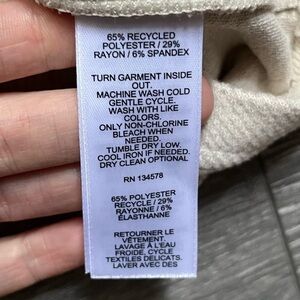 65% RECYCLED
POLYESTER / 29%
RAYON / 6% SPANDEX
TURN GARMENT INSIDE
OUT.
MACHINE WASH COLD
GENTLE CYCLE.
WASH WITH LIKE
COLORS.
ONLY NON-CHLORINE
BLEACH WHEN
NEEDED.
TUMBLE DRY LOW.
COOL IRON IF NEEDED.
DRY CLEAN OPTIONAL
RN 134578
65% POLYESTER
RECYCLE / 29%
RAYONNE / 6%
ÉLASTHANNE
RETOURNER LE
VÊTEMENT.
LAVAGE À L'EAU
FROIDE, CYCLE
TEXTILES DELICATS.
LAVER AVEC DES